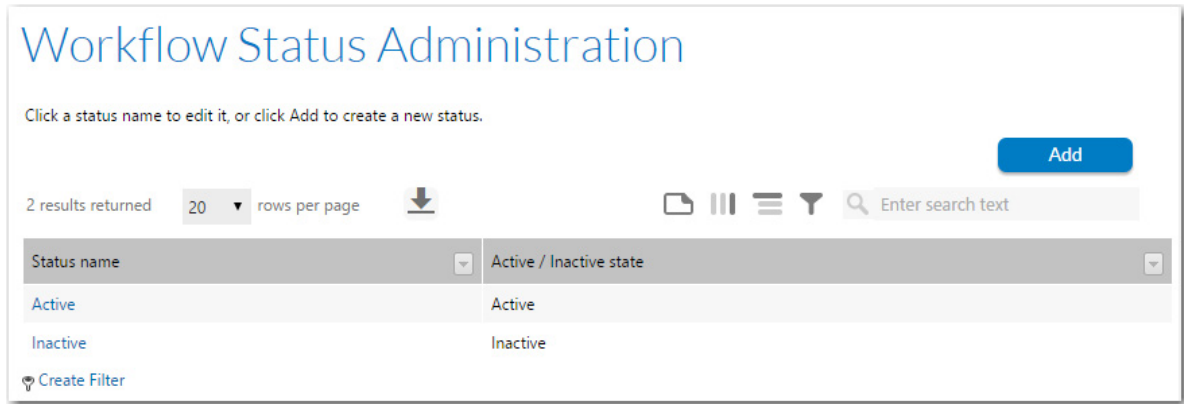 Workflow Status Administration
Click a status name to edit it, or click Add to create a new status.
Add
2 results returned 20 rows per page Enter search text
Status name Active / Inactive state
Active Active
Inactive Inactive
Create Filter